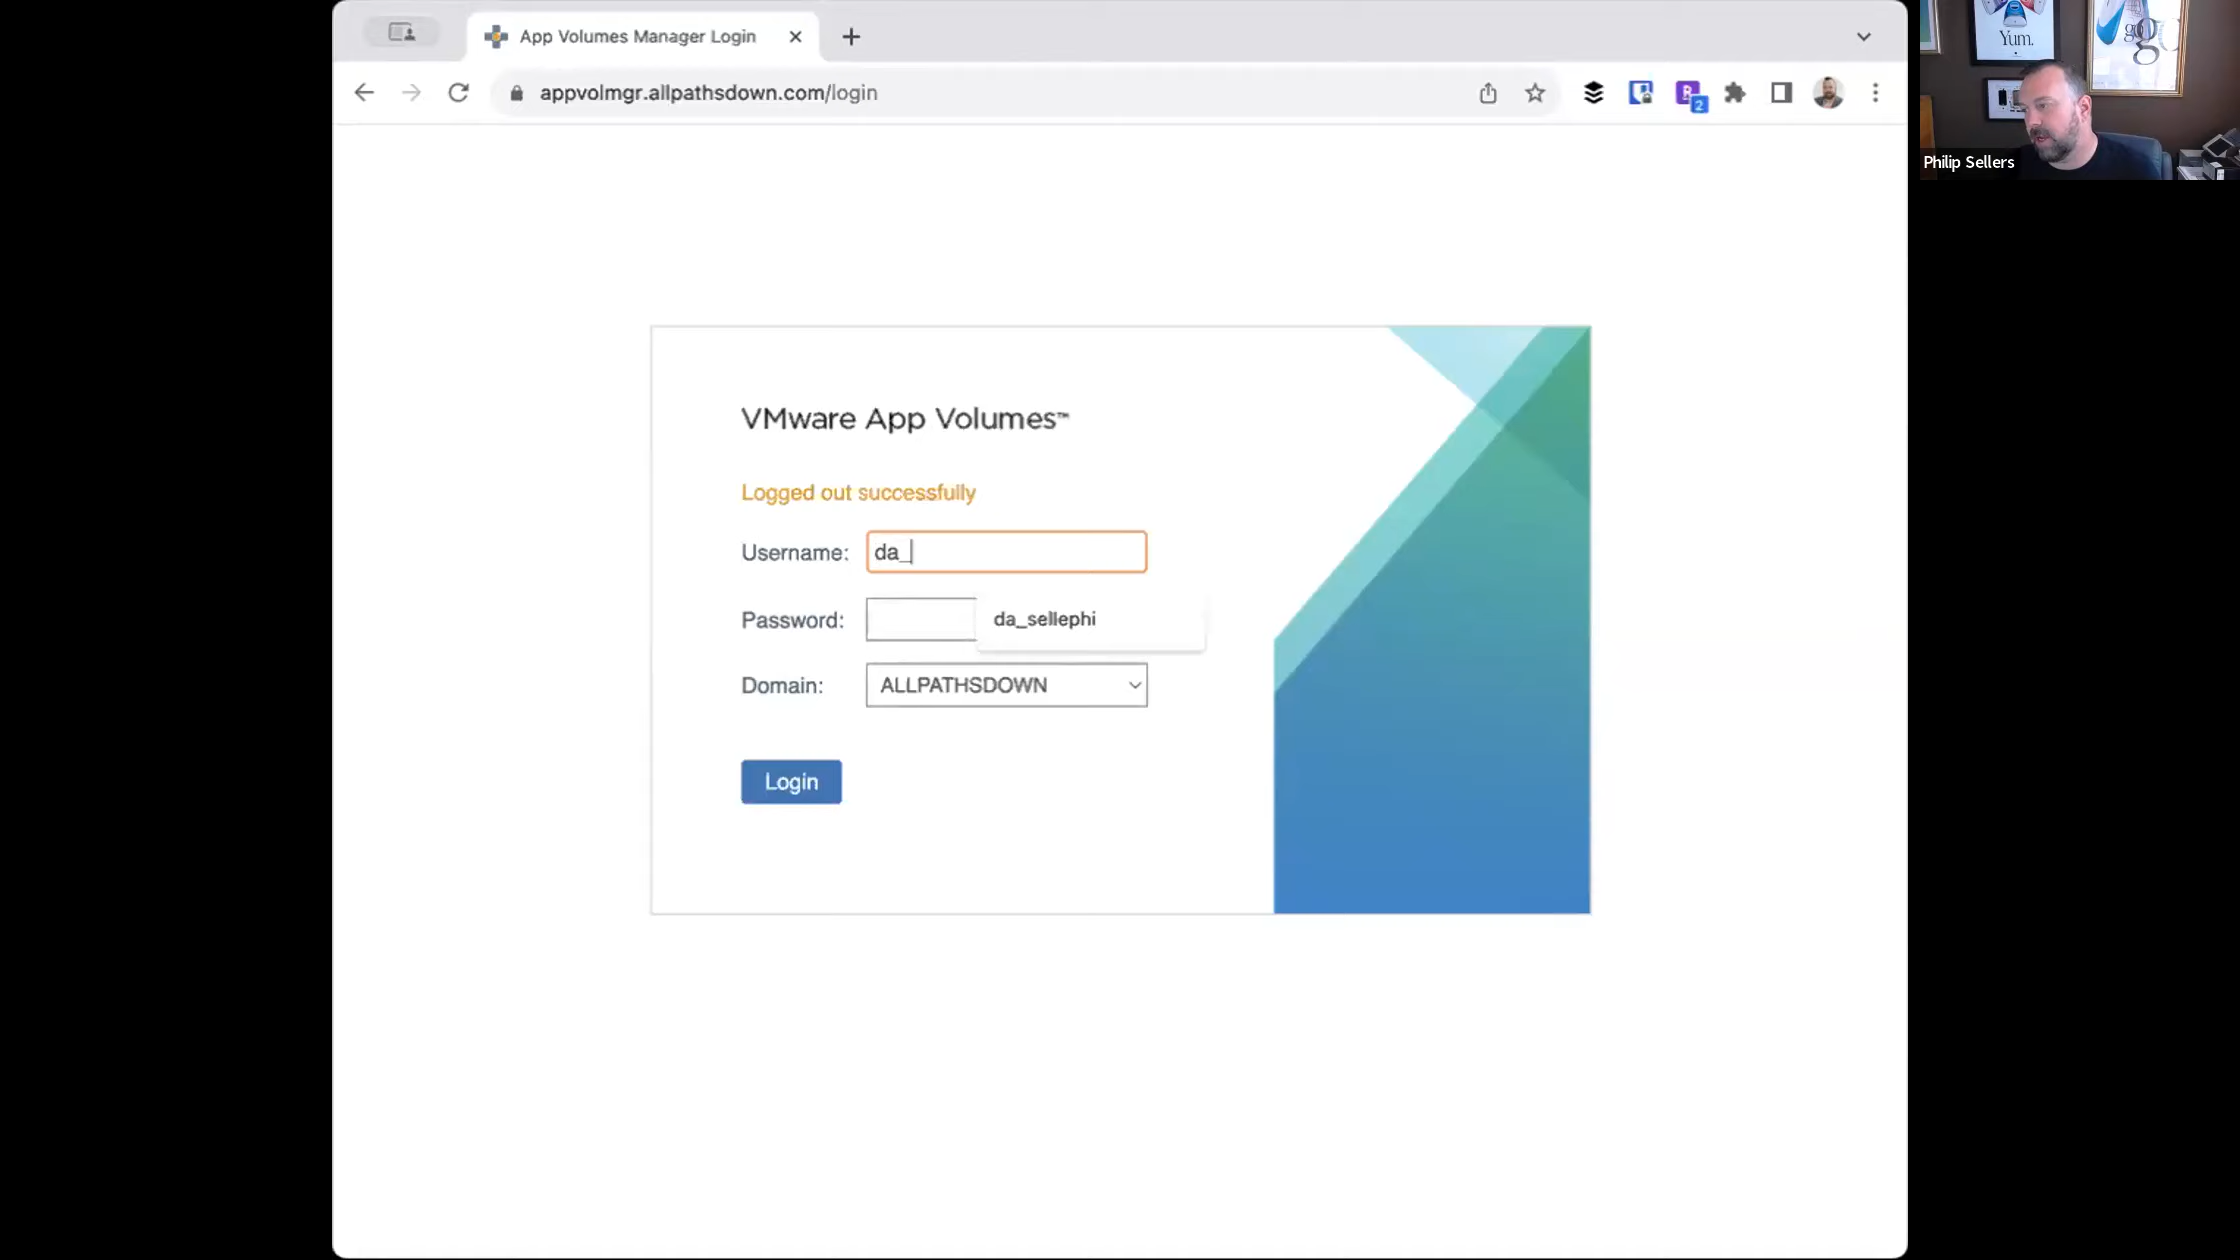 App Volumes Manager Login
appvolmgr.allpathsdown.com/login
2
Yum.
Philip Sellers
VMware App Volumes™
Logged out successfully
Username: da_
Password:
da_sellephi
Domain: ALLPATHSDOWN
Login